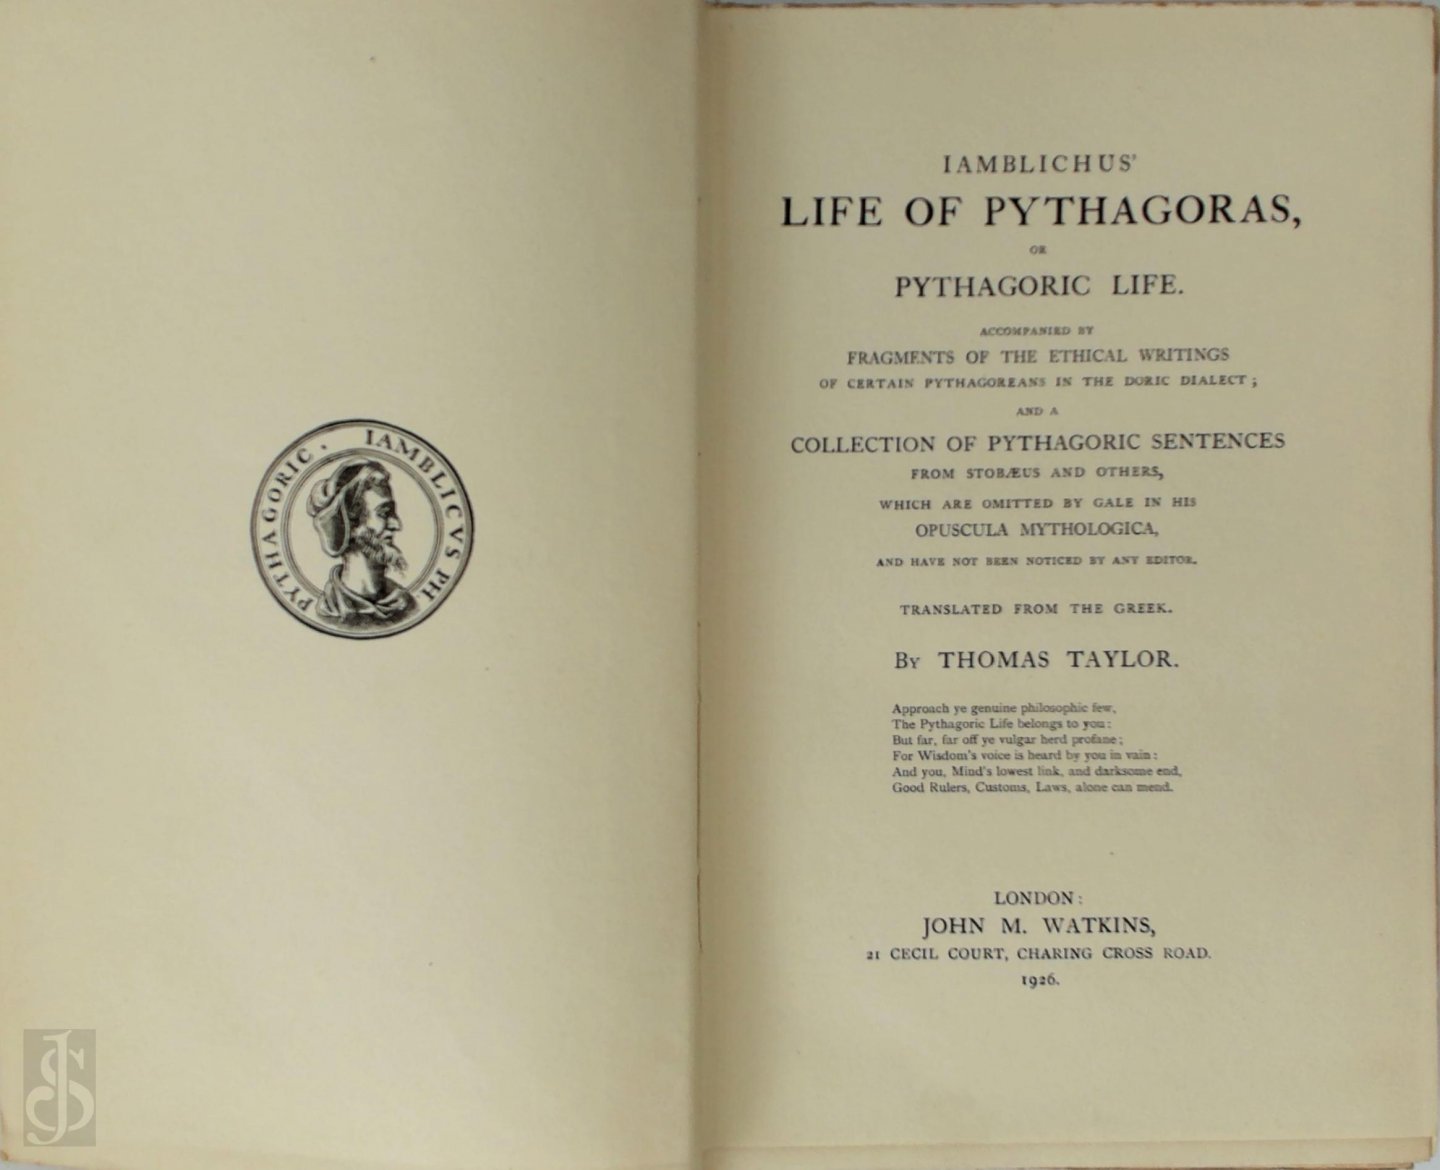 IAMBLICVS PH. PYTHAGORIC.
IAMBLICHUS'
LIFE OF PYTHAGORAS,
OR
PYTHAGORIC LIFE.
ACCOMPANIED BY
FRAGMENTS OF THE ETHICAL WRITINGS
OF CERTAIN PYTHAGOREANS IN THE DORIC DIALECT;
AND A
COLLECTION OF PYTHAGORIC SENTENCES
FROM STOBÆUS AND OTHERS,
WHICH ARE OMITTED BY GALE IN HIS
OPUSCULA MYTHOLOGICA,
AND HAVE NOT BEEN NOTICED BY ANY EDITOR.
TRANSLATED FROM THE GREEK.
BY THOMAS TAYLOR.
Approach ye genuine philosophic few,
The Pythagoric Life belongs to you:
But far, far off ye vulgar herd profane;
For Wisdom's voice is heard by you in vain:
And you, Mind's lowest link, and darksome end,
Good Rulers, Customs, Laws, alone can mend.
LONDON:
JOHN M. WATKINS,
21 CECIL COURT, CHARING CROSS ROAD.
1926.
JS